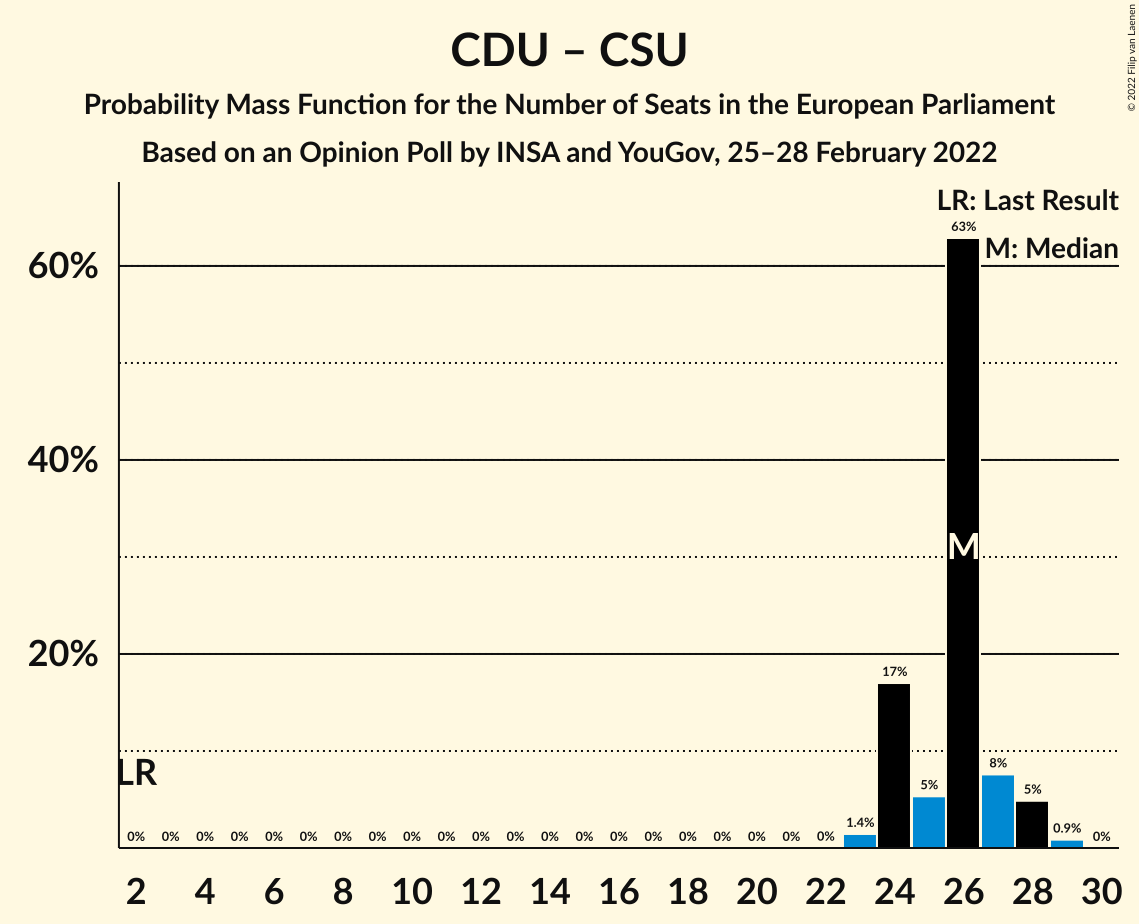 © 2022 Filip van Laenen
CDU – CSU
Probability Mass Function for the Number of Seats in the European Parliament
Based on an Opinion Poll by INSA and YouGov, 25–28 February 2022
LR: Last Result
M: Median
63%
60%
40%
M
20%
17%
LR
8%
5%
5%
1.4%
0.9%
0% 0% 0% 0% 0% 0% 0% 0% 0% 0% 0% 0% 0% 0% 0% 0% 0% 0% 0% 0% 0% 0%
2 4 6 8 10 12 14 16 18 20 22 24 26 28 30